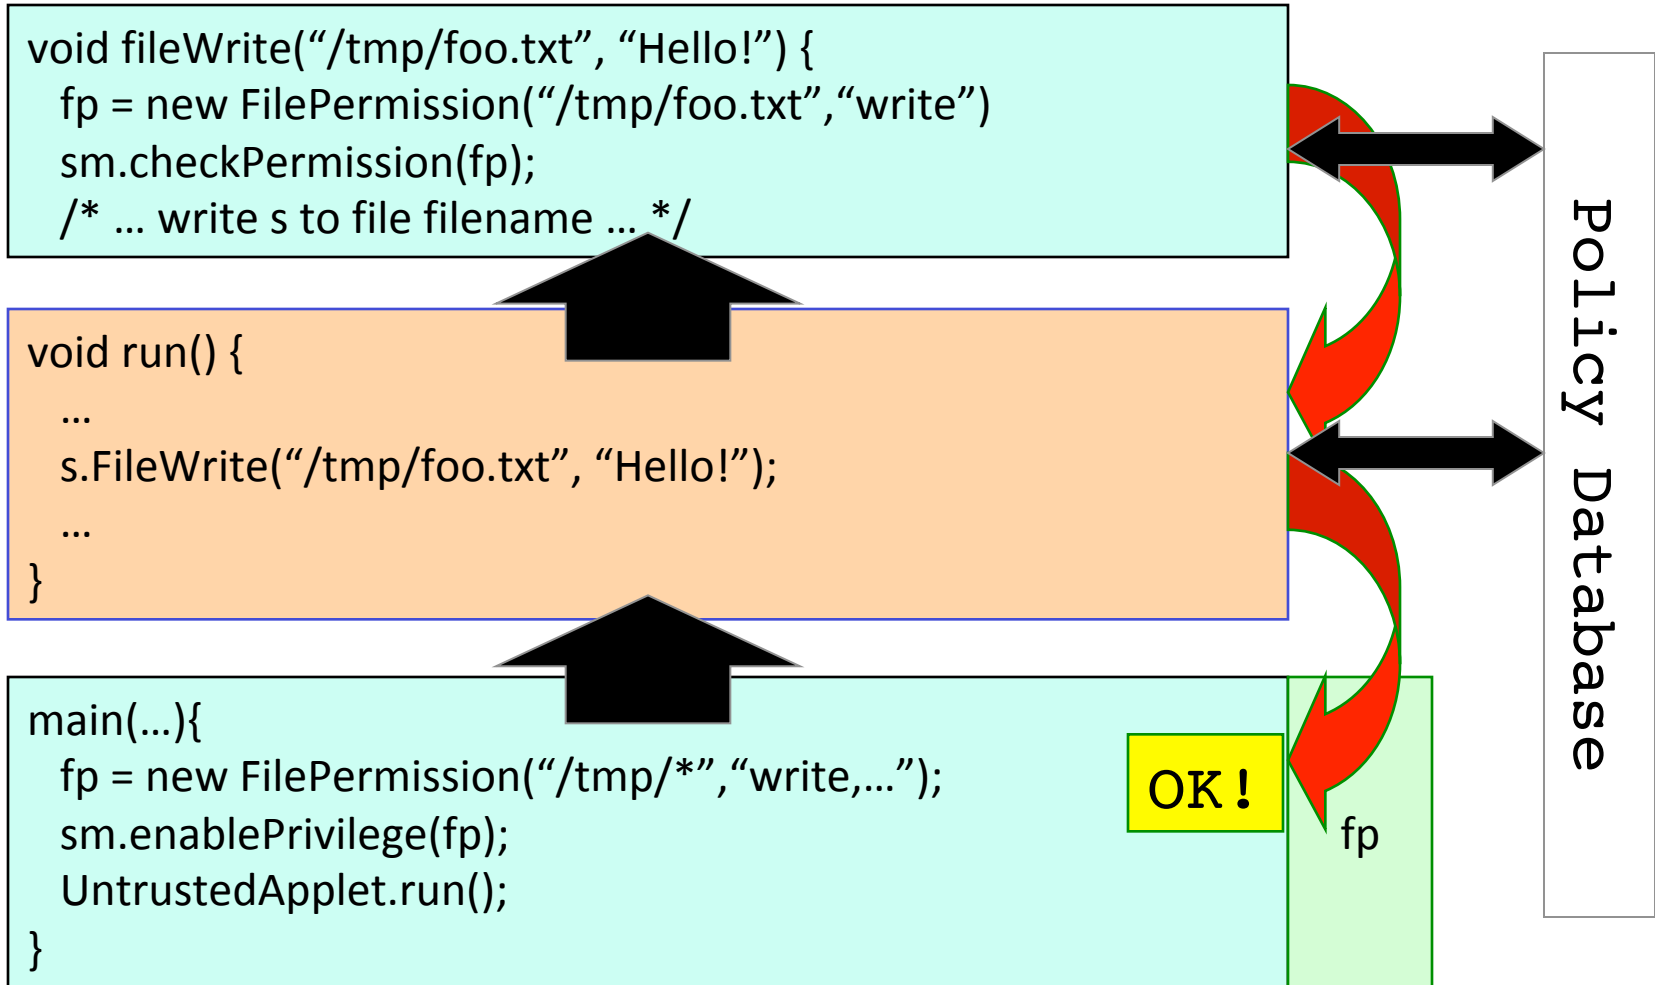 void fileWrite(“/tmp/foo.txt”, “Hello!”) {
fp = new FilePermission(“/tmp/foo.txt”,“write”)
sm.checkPermission(fp);
/* … write s to file filename … */
void run() {
…
s.FileWrite(“/tmp/foo.txt”, “Hello!”);
…
}
main(…){
fp = new FilePermission(“/tmp/*”,“write,…”);
sm.enablePrivilege(fp);
UntrustedApplet.run();
}
OK!
fp
Policy Database